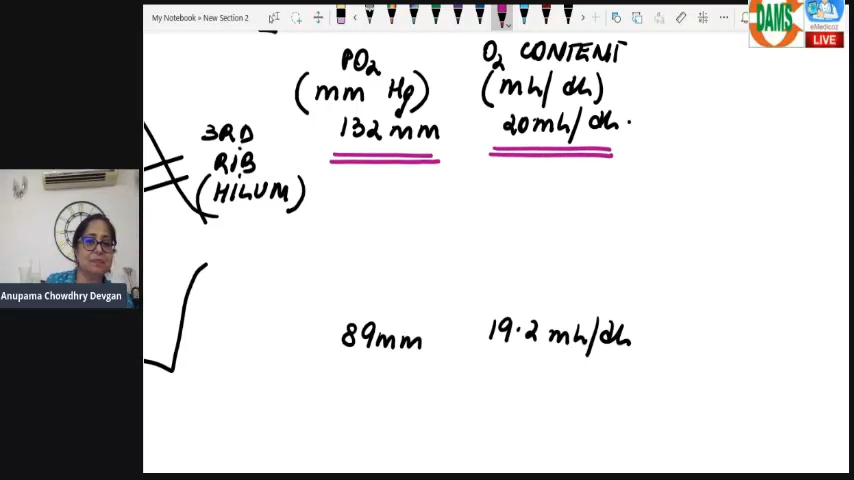 My Notebook » New Section 2
DAMS
eMedicoz
LIVE
PO2 O2 CONTENT
(mm Hg) (ml/dl)
3RD 132 mm 20ml/dl.
RIB
(HILUM)
Anupama Chowdhry Devgan
89mm 19.2 ml/dl